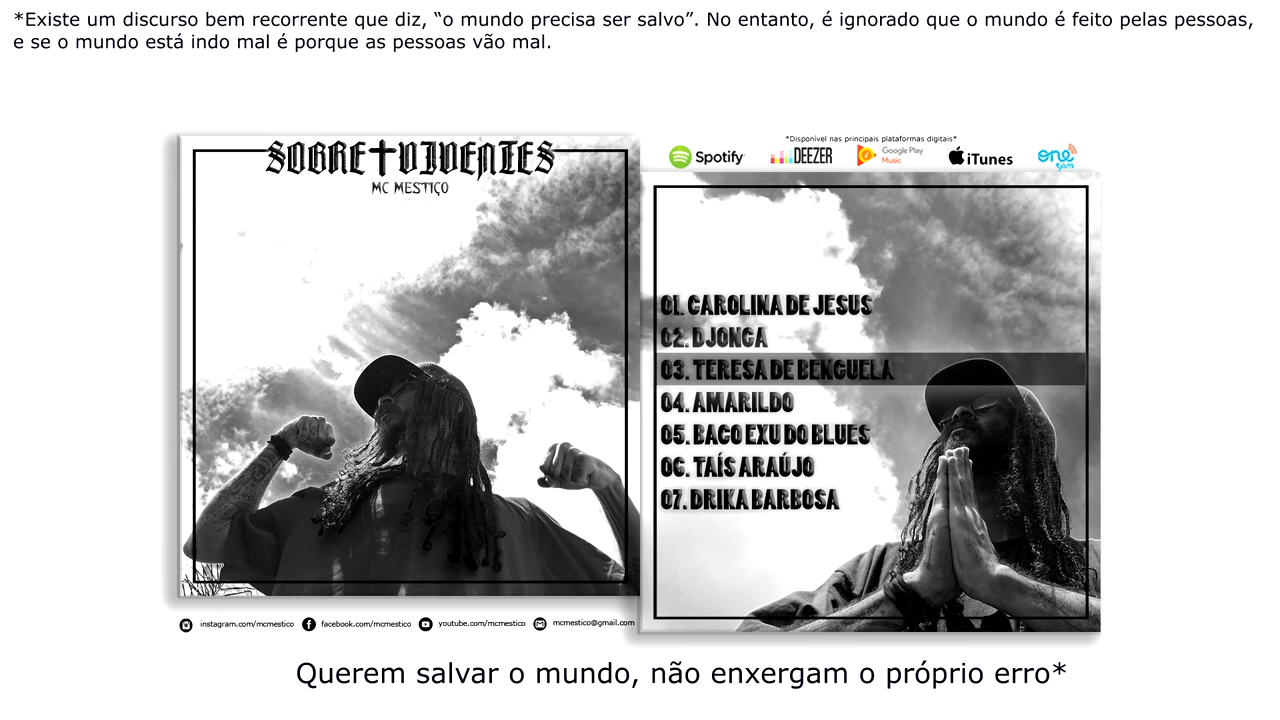 *Existe um discurso bem recorrente que diz, “o mundo precisa ser salvo”. No entanto, é ignorado que o mundo é feito pelas pessoas,
e se o mundo está indo mal é porque as pessoas vão mal.
SOBRE†VIVENTES
MC MESTIÇO
*Disponível nas principais plataformas digitais*
Spotify
DEEZER
Google Play
Music
iTunes
one
rpm
01. CAROLINA DE JESUS
02. DJONGA
03. TERESA DE BENGUELA
04. AMARILDO
05. BACO EXU DO BLUES
06. TAÍS ARAÚJO
07. DRIKA BARBOSA
instagram.com/mcmestico
facebook.com/mcmestico
youtube.com/mcmestico
mcmestico@gmail.com
Querem salvar o mundo, não enxergam o próprio erro*